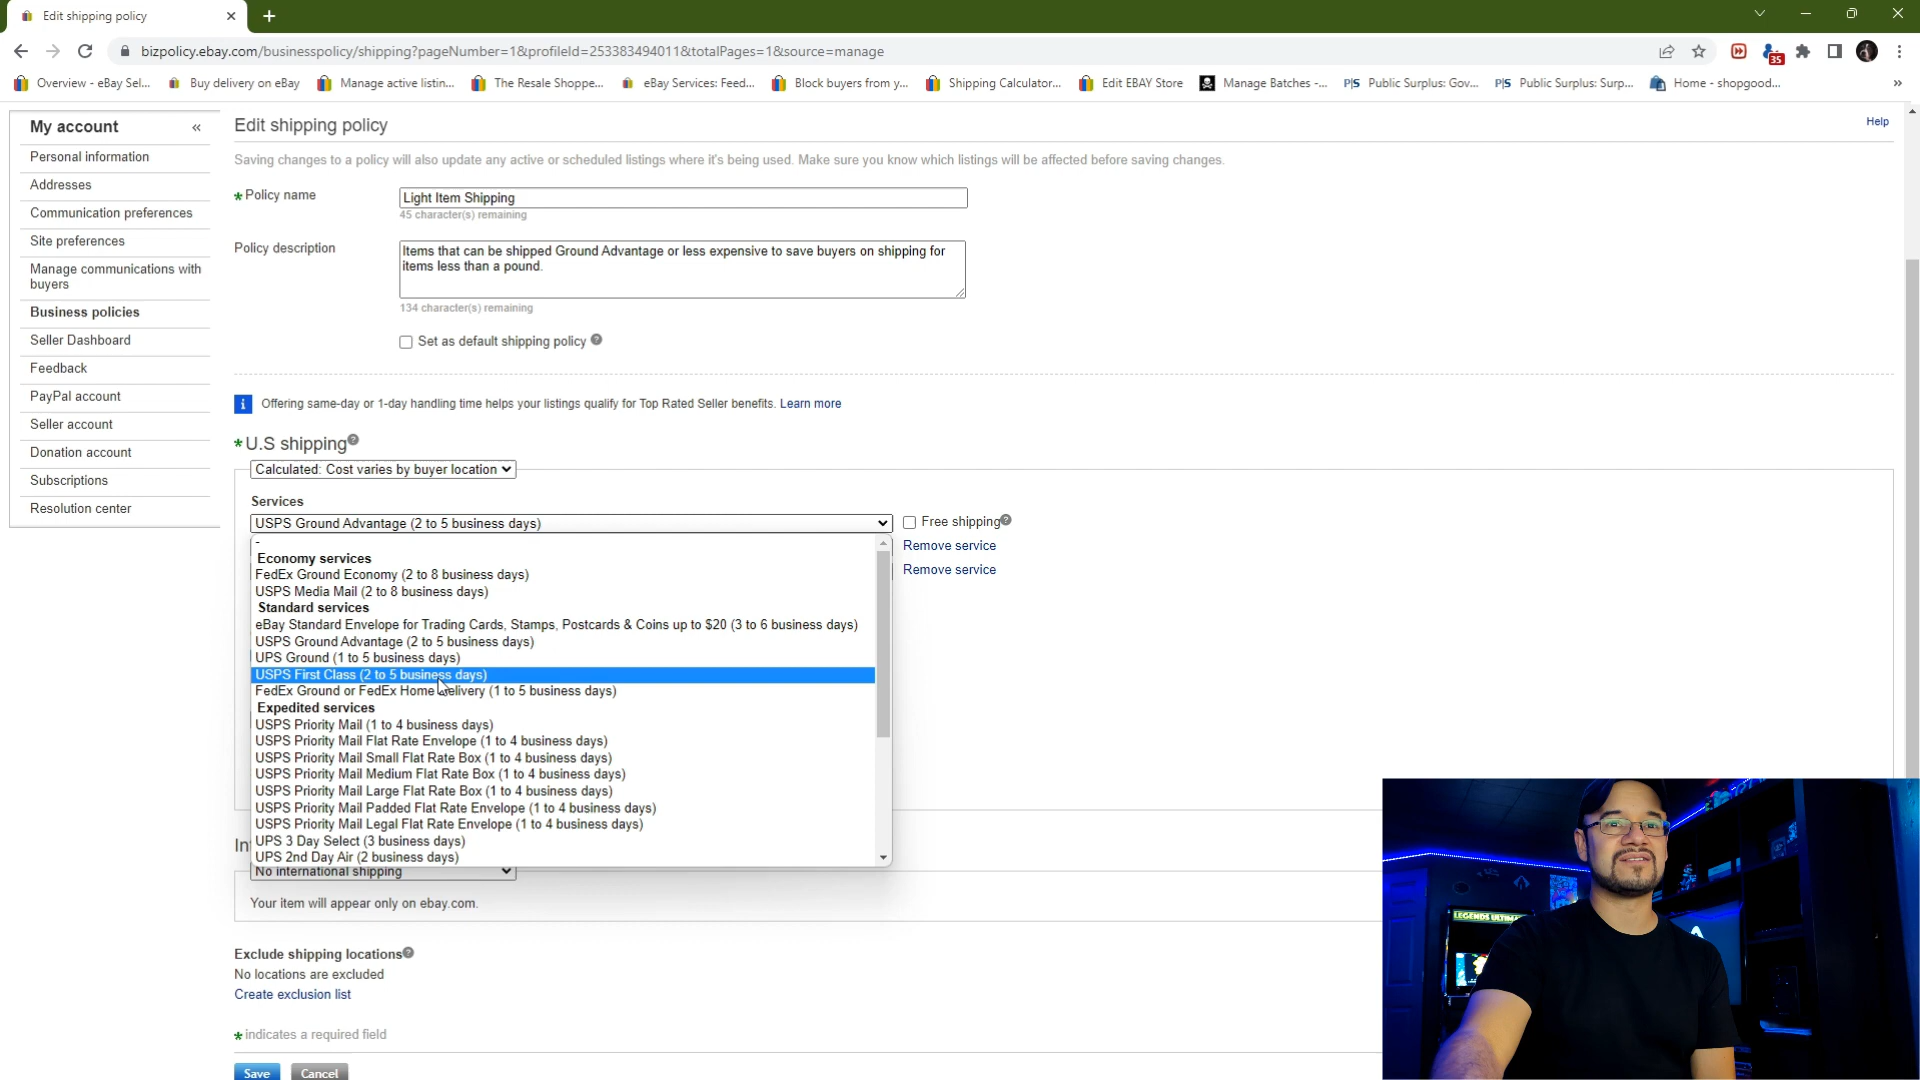 Edit shipping policy
bizpolicy.ebay.com/businesspolicy/shipping?pageNumber=1&profileId=253383494011&totalPages=1&source=manage
35
Overview - eBay Sel...
Buy delivery on eBay
Manage active listin...
The Resale Shoppe...
eBay Services: Feed...
Block buyers from y...
Shipping Calculator...
Edit EBAY Store
Manage Batches -...
P|S Public Surplus: Gov...
P|S Public Surplus: Surp...
Home - shopgood...
»
My account «
Personal information
Addresses
Communication preferences
Site preferences
Manage communications with
buyers
Business policies
Seller Dashboard
Feedback
PayPal account
Seller account
Donation account
Subscriptions
Resolution center
Edit shipping policy
Help
Saving changes to a policy will also update any active or scheduled listings where it's being used. Make sure you know which listings will be affected before saving changes.
* Policy name
Light Item Shipping
45 character(s) remaining
Policy description
Items that can be shipped Ground Advantage or less expensive to save buyers on shipping for
items less than a pound.
134 character(s) remaining
Set as default shipping policy ?
i Offering same-day or 1-day handling time helps your listings qualify for Top Rated Seller benefits. Learn more
* U.S shipping ?
Calculated: Cost varies by buyer location
Services
USPS Ground Advantage (2 to 5 business days)
Free shipping ?
Remove service
Remove service
-
Economy services
FedEx Ground Economy (2 to 8 business days)
USPS Media Mail (2 to 8 business days)
Standard services
eBay Standard Envelope for Trading Cards, Stamps, Postcards & Coins up to $20 (3 to 6 business days)
USPS Ground Advantage (2 to 5 business days)
UPS Ground (1 to 5 business days)
USPS First Class (2 to 5 business days)
FedEx Ground or FedEx Home Delivery (1 to 5 business days)
Expedited services
USPS Priority Mail (1 to 4 business days)
USPS Priority Mail Flat Rate Envelope (1 to 4 business days)
USPS Priority Mail Small Flat Rate Box (1 to 4 business days)
USPS Priority Mail Medium Flat Rate Box (1 to 4 business days)
USPS Priority Mail Large Flat Rate Box (1 to 4 business days)
USPS Priority Mail Padded Flat Rate Envelope (1 to 4 business days)
USPS Priority Mail Legal Flat Rate Envelope (1 to 4 business days)
UPS 3 Day Select (3 business days)
UPS 2nd Day Air (2 business days)
In
No international shipping
Your item will appear only on ebay.com.
Exclude shipping locations ?
No locations are excluded
Create exclusion list
* indicates a required field
Save
Cancel
LEGENDS ULTIM